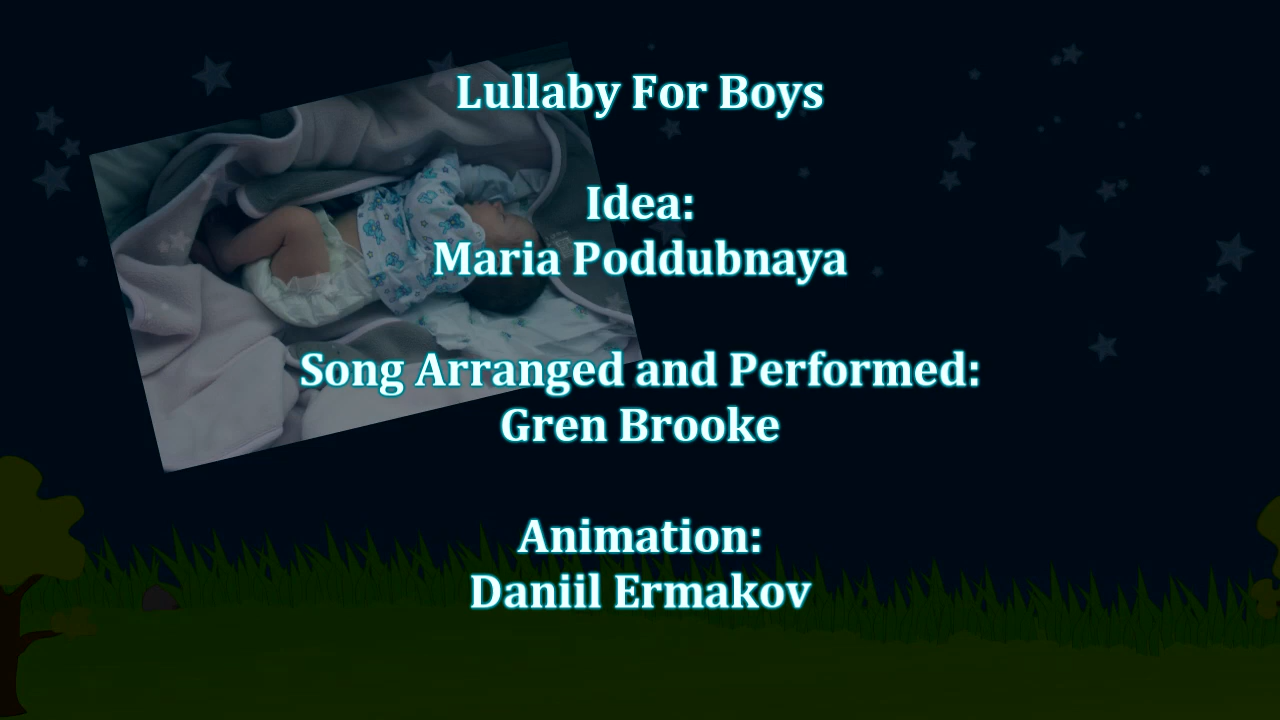 Lullaby For Boys
Idea:
Maria Poddubnaya
Song Arranged and Performed:
Gren Brooke
Animation:
Daniil Ermakov